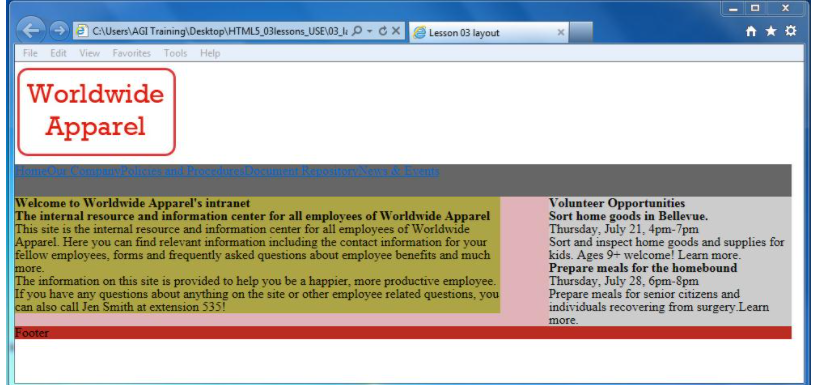 C:\Users\AGI Training\Desktop\HTML5_03lessons_USE\03_l
Lesson 03 layout
File Edit View Favorites Tools Help
Worldwide
Apparel
HomeOur CompanyPolicies and ProceduresDocument RepositoryNews & Events
Welcome to Worldwide Apparel's intranet
The internal resource and information center for all employees of Worldwide Apparel
This site is the internal resource and information center for all employees of Worldwide
Apparel. Here you can find relevant information including the contact information for your
fellow employees, forms and frequently asked questions about employee benefits and much
more.
The information on this site is provided to help you be a happier, more productive employee.
If you have any questions about anything on the site or other employee related questions, you
can also call Jen Smith at extension 535!
Volunteer Opportunities
Sort home goods in Bellevue.
Thursday, July 21, 4pm-7pm
Sort and inspect home goods and supplies for
kids. Ages 9+ welcome! Learn more.
Prepare meals for the homebound
Thursday, July 28, 6pm-8pm
Prepare meals for senior citizens and
individuals recovering from surgery.Learn
more.
Footer